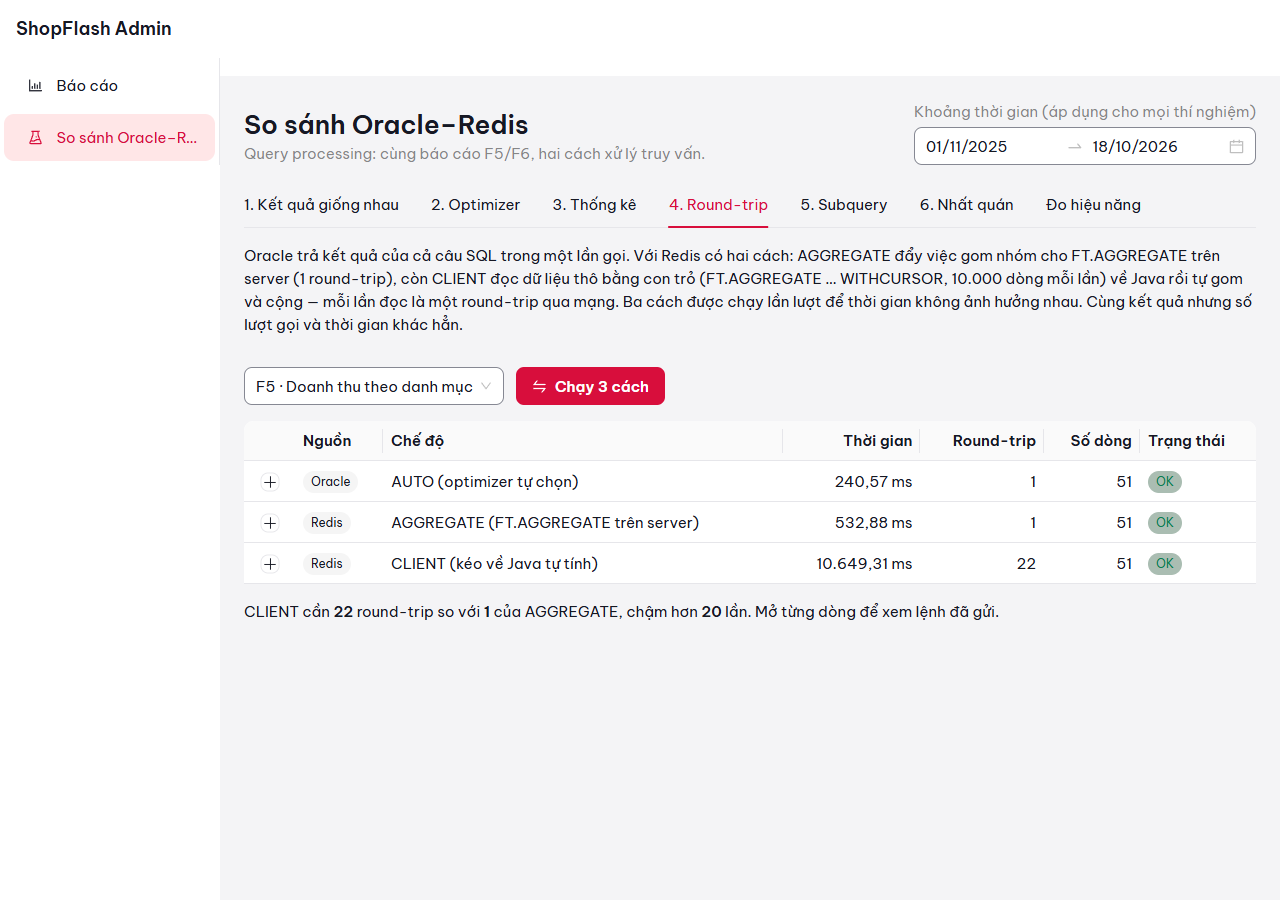 ShopFlash Admin
Báo cáo
So sánh Oracle–R...
So sánh Oracle–Redis
Query processing: cùng báo cáo F5/F6, hai cách xử lý truy vấn.
Khoảng thời gian (áp dụng cho mọi thí nghiệm)
01/11/2025 → 18/10/2026
1. Kết quả giống nhau 2. Optimizer 3. Thống kê 4. Round-trip 5. Subquery 6. Nhất quán Đo hiệu năng
Oracle trả kết quả của cả câu SQL trong một lần gọi. Với Redis có hai cách: AGGREGATE đẩy việc gom nhóm cho FT.AGGREGATE trên
server (1 round-trip), còn CLIENT đọc dữ liệu thô bằng con trỏ (FT.AGGREGATE … WITHCURSOR, 10.000 dòng mỗi lần) về Java rồi tự gom
và cộng — mỗi lần đọc là một round-trip qua mạng. Ba cách được chạy lần lượt để thời gian không ảnh hưởng nhau. Cùng kết quả nhưng số
lượt gọi và thời gian khác hẳn.
F5 · Doanh thu theo danh mục
Chạy 3 cách
Nguồn Chế độ Thời gian Round-trip Số dòng Trạng thái
Oracle AUTO (optimizer tự chọn) 240,57 ms 1 51 OK
Redis AGGREGATE (FT.AGGREGATE trên server) 532,88 ms 1 51 OK
Redis CLIENT (kéo về Java tự tính) 10.649,31 ms 22 51 OK
CLIENT cần 22 round-trip so với 1 của AGGREGATE, chậm hơn 20 lần. Mở từng dòng để xem lệnh đã gửi.